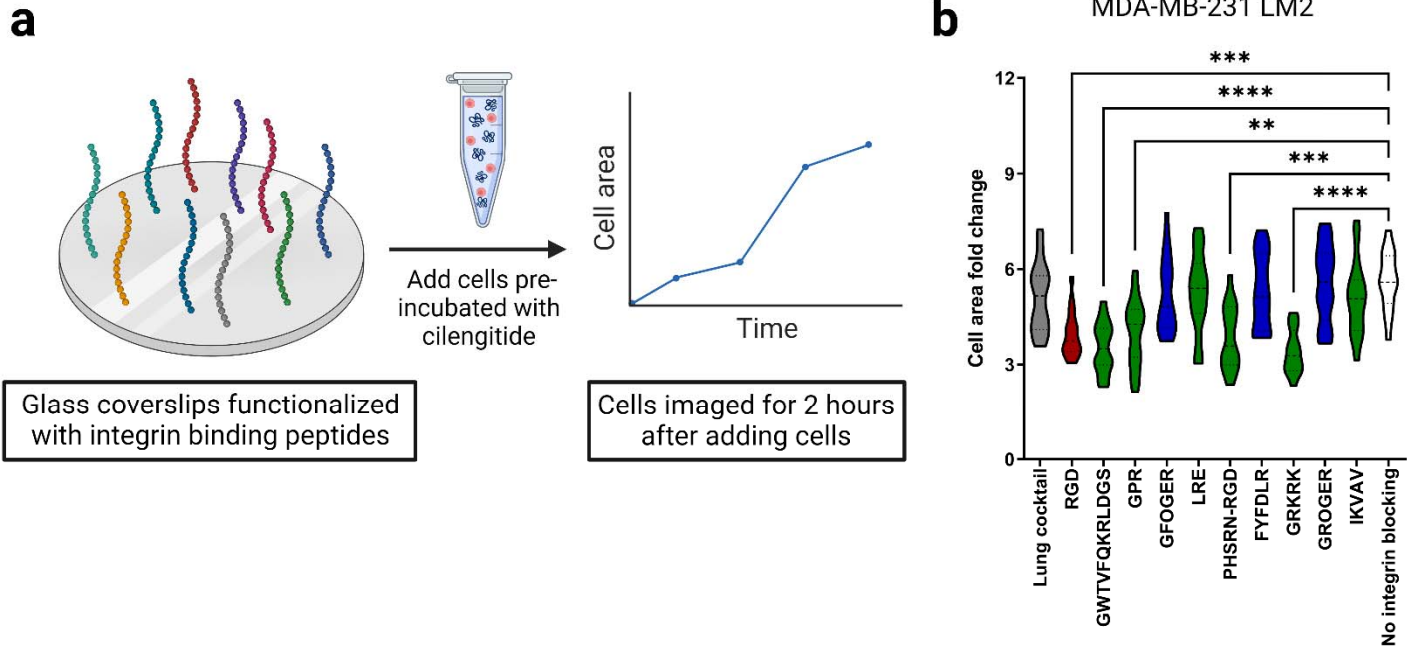 a
Cell area
Time
Add cells pre-
incubated with
cilengitide
Glass coverslips functionalized
with integrin binding peptides
Cells imaged for 2 hours
after adding cells
b
MDA-MB-231 LM2
Cell area fold change
12
9
6
3
0
***
****
**
***
****
Lung cocktail
RGD
GWTVFQKRLDGS
GPR
GFOGER
LRE
PHSRN-RGD
FYFDLR
GRKRK
GROGER
IKVAV
No integrin blocking